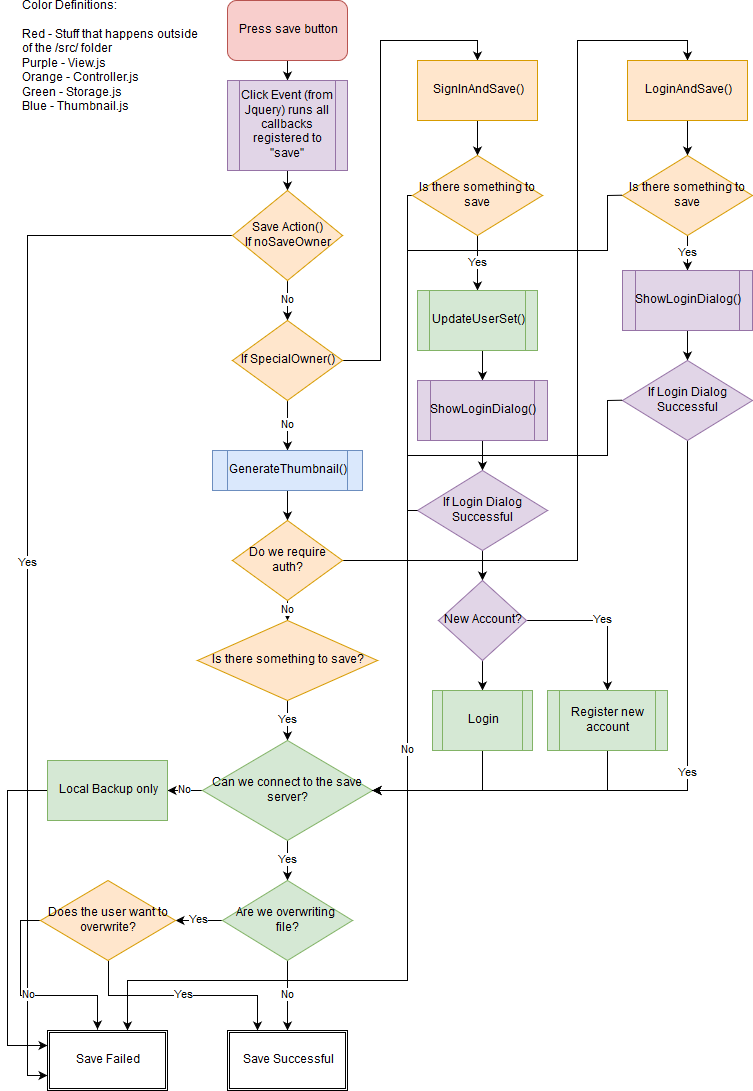 Color Definitions:
Red - Stuff that happens outside
of the /src/ folder
Purple - View.js
Orange - Controller.js
Green - Storage.js
Blue - Thumbnail.js
Press save button
Click Event (from
Jquery) runs all
callbacks
registered to
"save"
Save Action()
If noSaveOwner
No
If SpecialOwner()
No
GenerateThumbnail()
Do we require
auth?
No
Is there something to save?
Yes
Can we connect to the save
server?
No
Local Backup only
Yes
Are we overwriting
file?
Yes
Does the user want to
overwrite?
No
Yes
No
Save Failed
Save Successful
Yes
SignInAndSave()
Is there something to
save
Yes
UpdateUserSet()
ShowLoginDialog()
If Login Dialog
Successful
New Account?
Yes
Login
Register new
account
No
LoginAndSave()
Is there something to
save
Yes
ShowLoginDialog()
If Login Dialog
Successful
Yes